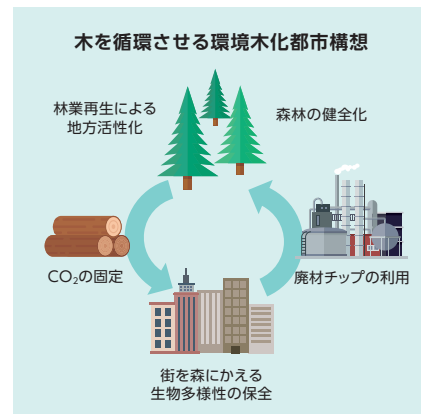 木を循環させる環境木化都市構想
林業再生による
地方活性化
森林の健全化
CO₂の固定
廃材チップの利用
街を森にかえる
生物多様性の保全